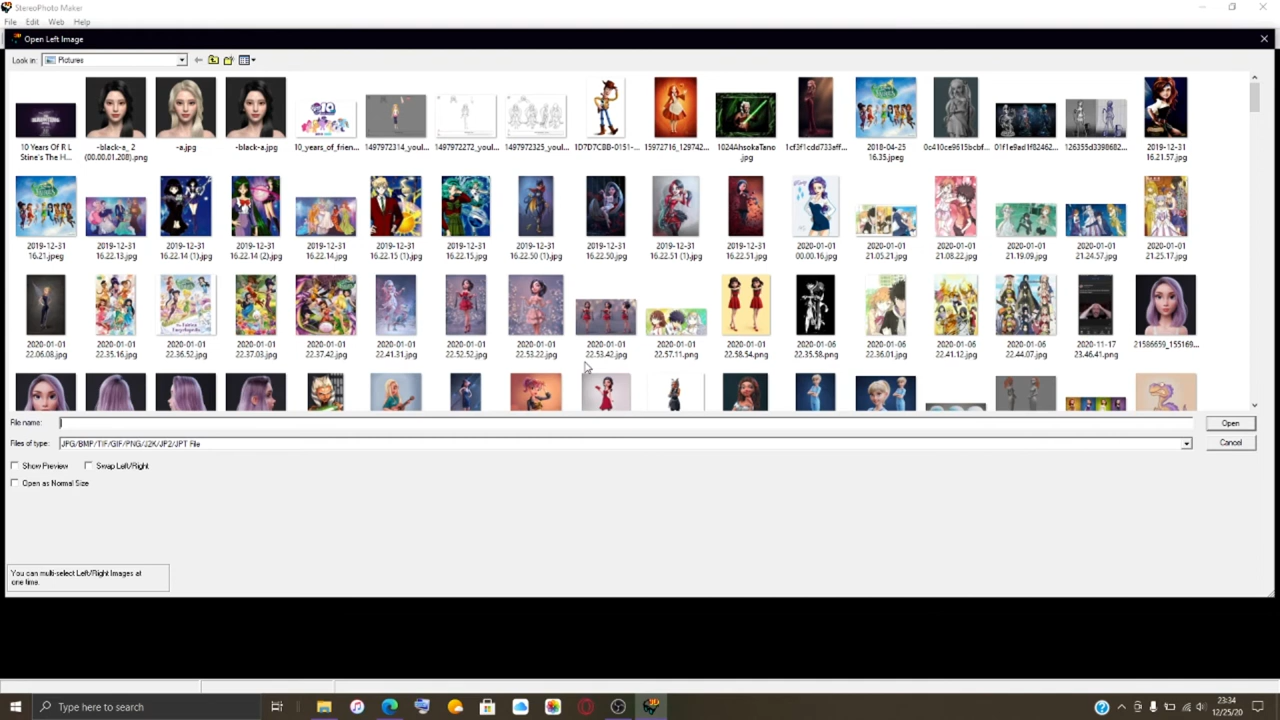 StereoPhoto Maker
File Edit Web Help
Open Left Image
Look in: Pictures
10 Years Of R L Stine's The H...
-black-a_ 2 (00.00.01.208).png
-a.jpg
-black-a.jpg
10_years_of_frien...
1497972314_youl...
1497972272_youl...
1497972325_youl...
1D7D7CBB-0151-...
15972716_129742...
1024AhsokaTano.jpg
1cf3f1cdd733aff...
2018-04-25 16.35.jpeg
0c410ce9615bcbf...
01f1e9ad1f82462...
126355d3398682...
2019-12-31 16.21.57.jpg
2019-12-31 16.21.jpeg
2019-12-31 16.22.13.jpg
2019-12-31 16.22.14 (1).jpg
2019-12-31 16.22.14 (2).jpg
2019-12-31 16.22.14.jpg
2019-12-31 16.22.15 (1).jpg
2019-12-31 16.22.15.jpg
2019-12-31 16.22.50 (1).jpg
2019-12-31 16.22.50.jpg
2019-12-31 16.22.51 (1).jpg
2019-12-31 16.22.51.jpg
2020-01-01 00.00.16.jpg
2020-01-01 21.05.21.jpg
2020-01-01 21.08.22.jpg
2020-01-01 21.19.09.jpg
2020-01-01 21.24.57.jpg
2020-01-01 21.25.17.jpg
2020-01-01 22.06.08.jpg
2020-01-01 22.35.16.jpg
2020-01-01 22.36.52.jpg
2020-01-01 22.37.03.jpg
2020-01-01 22.37.42.jpg
2020-01-01 22.41.31.jpg
2020-01-01 22.52.52.jpg
2020-01-01 22.53.22.jpg
2020-01-01 22.53.42.jpg
2020-01-01 22.57.11.png
2020-01-01 22.58.54.png
2020-01-06 22.35.58.png
2020-01-06 22.36.01.jpg
2020-01-06 22.41.12.jpg
2020-01-06 22.44.07.jpg
2020-11-17 23.46.41.png
21586659_155169...
File name:
Open
Files of type: JPG/BMP/TIF/GIF/PNG/J2K/JP2/JPT File
Cancel
Show Preview Swap Left/Right
Open as Normal Size
You can multi-select Left/Right Images at
one time.
Type here to search
23:34
12/25/20